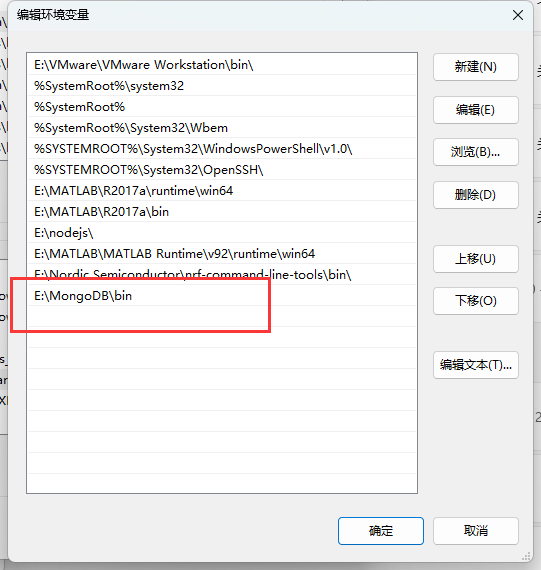 编辑环境变量
E:\VMware\VMware Workstation\bin\
%SystemRoot%\system32
%SystemRoot%
%SystemRoot%\System32\Wbem
%SYSTEMROOT%\System32\WindowsPowerShell\v1.0\
%SYSTEMROOT%\System32\OpenSSH\
E:\MATLAB\R2017a\runtime\win64
E:\MATLAB\R2017a\bin
E:\nodejs\
E:\MATLAB\MATLAB Runtime\v92\runtime\win64
E:\Nordic Semiconductor\nrf-command-line-tools\bin\
E:\MongoDB\bin
新建(N)
编辑(E)
浏览(B)...
删除(D)
上移(U)
下移(O)
编辑文本(T)...
确定
取消